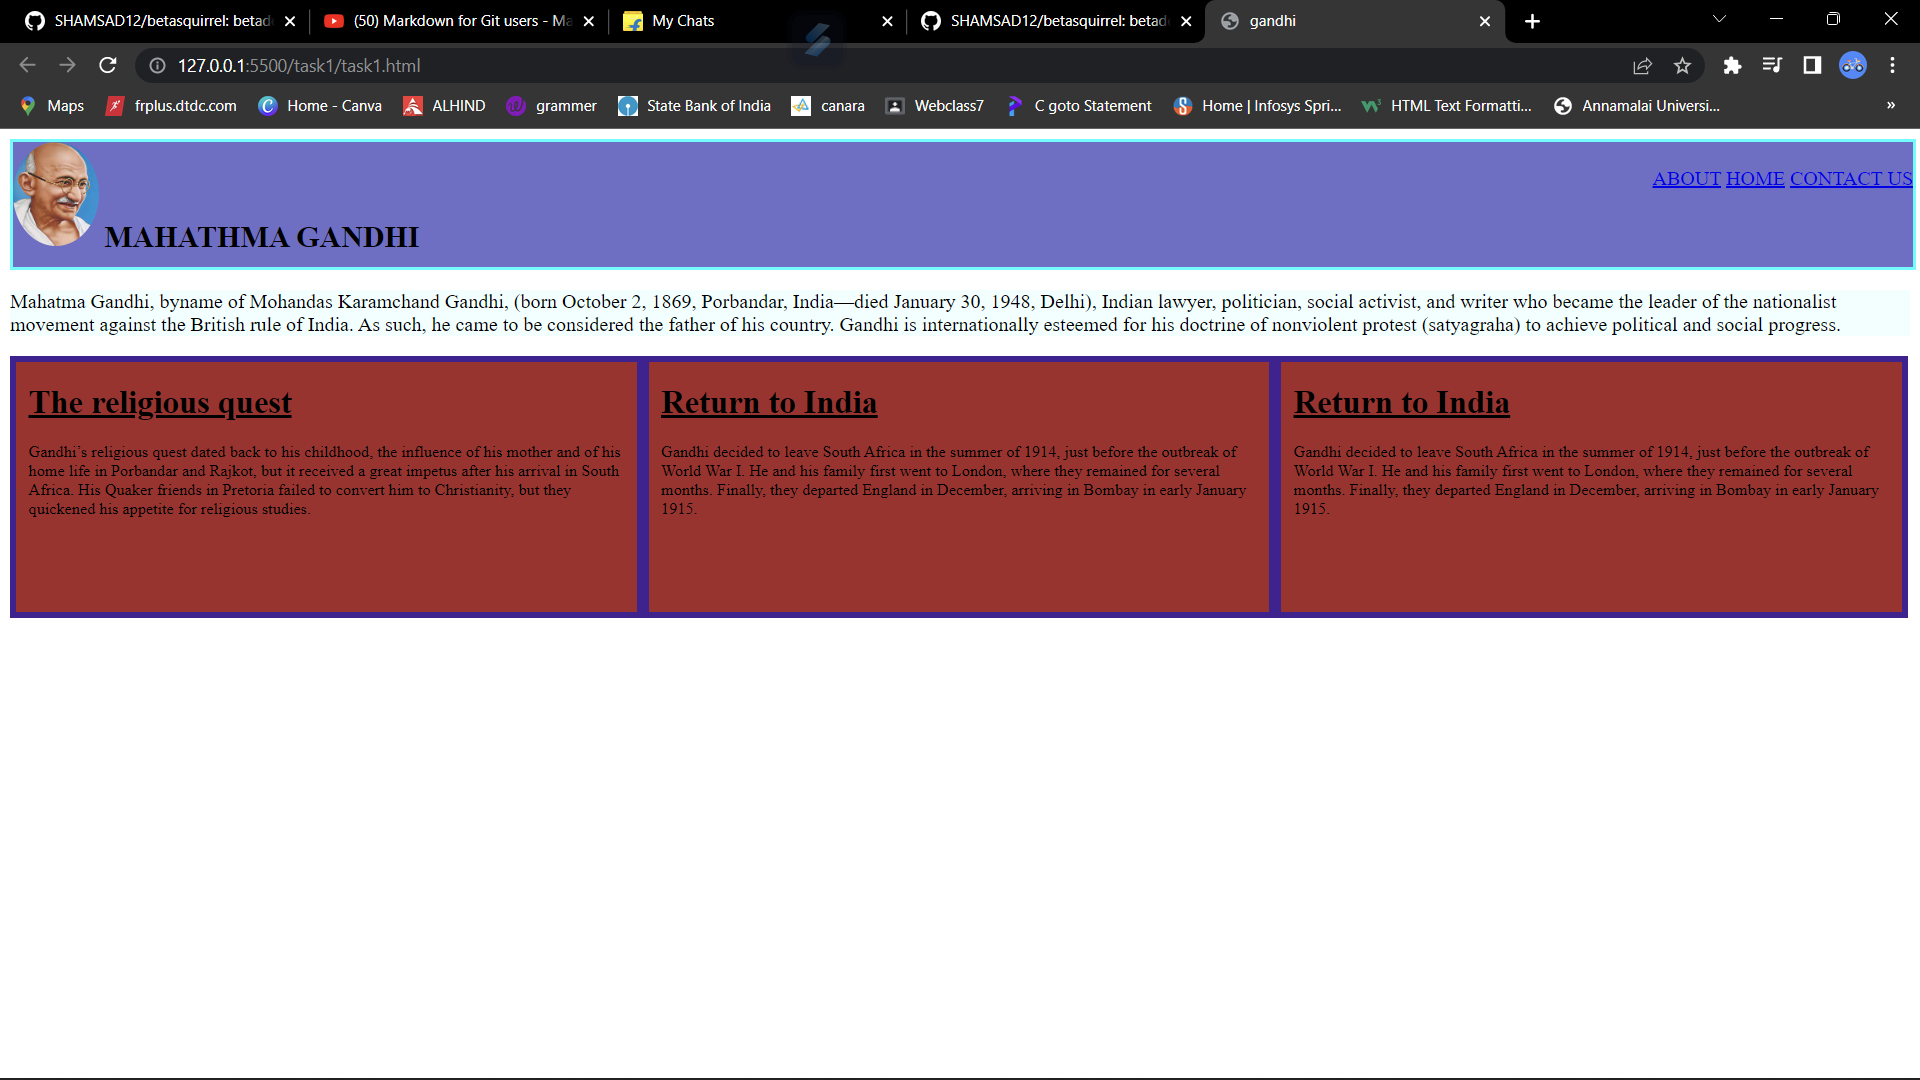 SHAMSAD12/betasquirrel: betad
(50) Markdown for Git users - Ma
My Chats
SHAMSAD12/betasquirrel: betad
gandhi
127.0.0.1:5500/task1/task1.html
Maps
frplus.dtdc.com
Home - Canva
ALHIND
grammer
State Bank of India
canara
Webclass7
C goto Statement
Home | Infosys Spri...
HTML Text Formatti...
Annamalai Universi...
»
ABOUT HOME CONTACT US
MAHATHMA GANDHI
Mahatma Gandhi, byname of Mohandas Karamchand Gandhi, (born October 2, 1869, Porbandar, India—died January 30, 1948, Delhi), Indian lawyer, politician, social activist, and writer who became the leader of the nationalist
movement against the British rule of India. As such, he came to be considered the father of his country. Gandhi is internationally esteemed for his doctrine of nonviolent protest (satyagraha) to achieve political and social progress.
The religious quest
Gandhi's religious quest dated back to his childhood, the influence of his mother and of his
home life in Porbandar and Rajkot, but it received a great impetus after his arrival in South
Africa. His Quaker friends in Pretoria failed to convert him to Christianity, but they
quickened his appetite for religious studies.
Return to India
Gandhi decided to leave South Africa in the summer of 1914, just before the outbreak of
World War I. He and his family first went to London, where they remained for several
months. Finally, they departed England in December, arriving in Bombay in early January
1915.
Return to India
Gandhi decided to leave South Africa in the summer of 1914, just before the outbreak of
World War I. He and his family first went to London, where they remained for several
months. Finally, they departed England in December, arriving in Bombay in early January
1915.